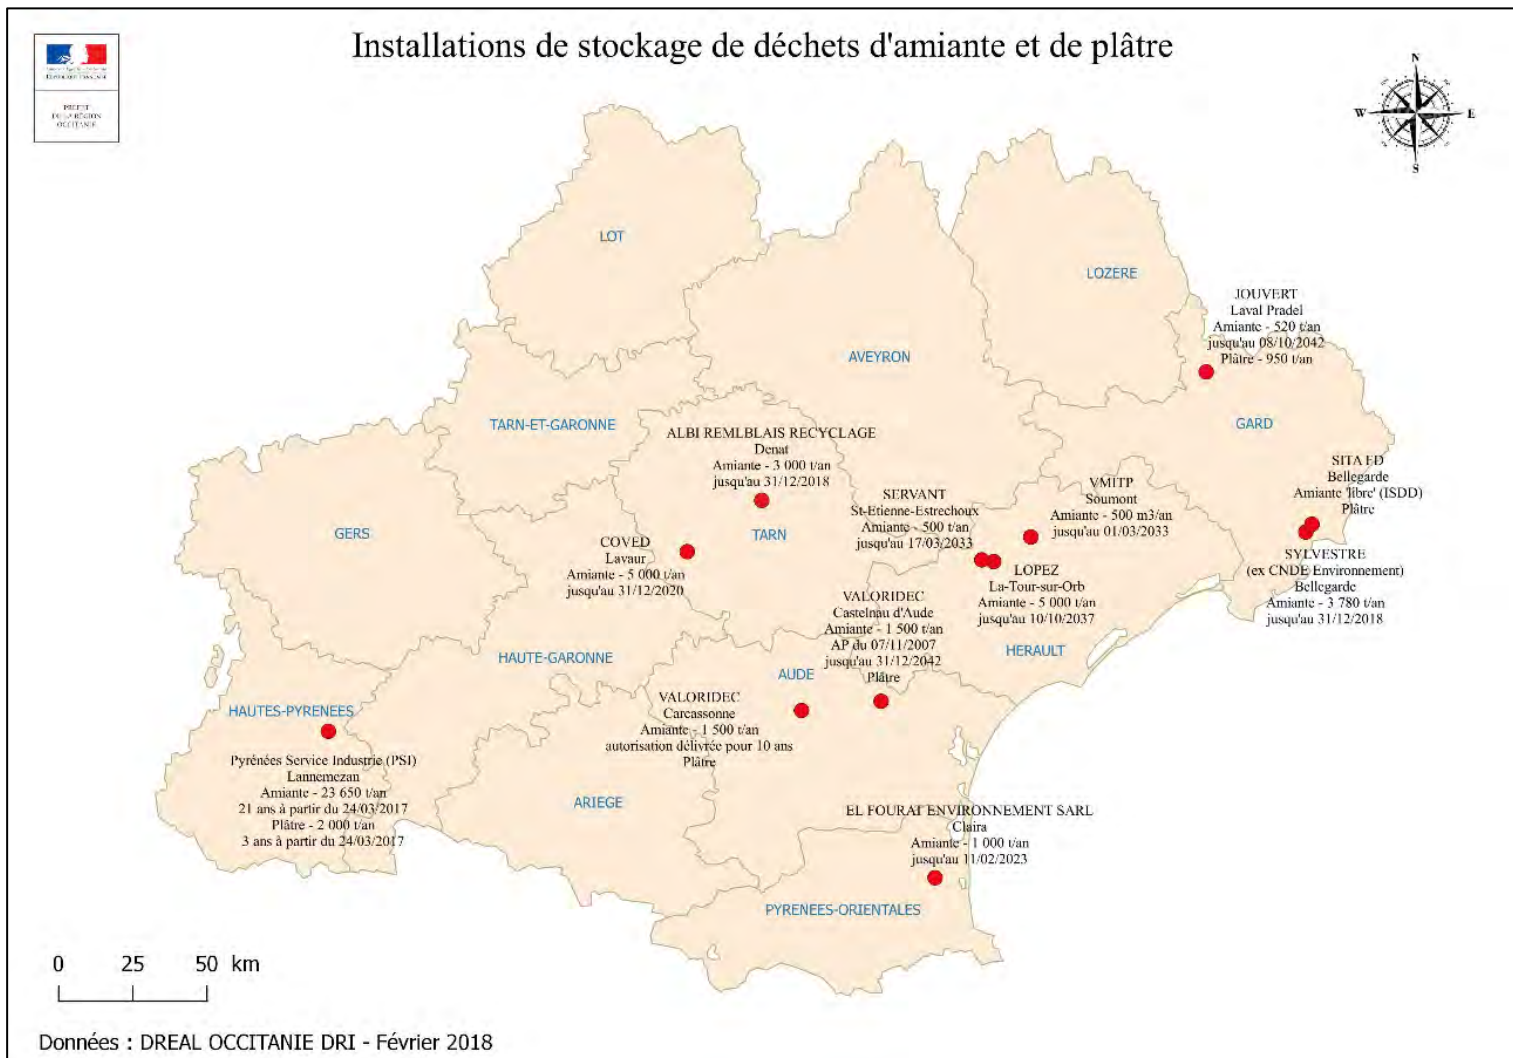 Installations de stockage de déchets d'amiante et de plâtre
RÉPUBLIQUE FRANÇAISE
PRÉFET
DE LA RÉGION
OCCITANIE
N
W
E
S
LOT
LOZERE
AVEYRON
TARN-ET-GARONNE
GERS
TARN
GARD
HAUTE-GARONNE
HERAULT
AUDE
HAUTES-PYRENEES
ARIEGE
PYRENEES-ORIENTALES
JOUVERT
Laval Pradel
Amiante - 520 t/an
jusqu'au 08/10/2042
Plâtre - 950 t/an
ALBI REMLBLAIS RECYCLAGE
Denat
Amiante - 3 000 t/an
jusqu'au 31/12/2018
SITA FD
Bellegarde
Amiante 'libre' (ISDD)
Plâtre
VMITP
Soumont
Amiante - 500 m3/an
jusqu'au 01/03/2033
SERVANT
St-Etienne-Estrechoux
Amiante - 500 t/an
jusqu'au 17/03/2033
COVED
Lavaur
Amiante - 5 000 t/an
jusqu'au 31/12/2020
SYLVESTRE
(ex CNDE Environnement)
Bellegarde
Amiante - 3 780 t/an
jusqu'au 31/12/2018
LOPEZ
La-Tour-sur-Orb
Amiante - 5 000 t/an
jusqu'au 10/10/2037
VALORIDEC
Castelnau d'Aude
Amiante - 1 500 t/an
AP du 07/11/2007
jusqu'au 31/12/2042
Plâtre
VALORIDEC
Carcassonne
Amiante - 1 500 t/an
autorisation délivrée pour 10 ans
Plâtre
Pyrénées Service Industrie (PSI)
Lannemezan
Amiante - 23 650 t/an
21 ans à partir du 24/03/2017
Plâtre - 2 000 t/an
3 ans à partir du 24/03/2017
EL FOURAT ENVIRONNEMENT SARL
Claira
Amiante - 1 000 t/an
jusqu'au 11/02/2023
0 25 50 km
Données : DREAL OCCITANIE DRI - Février 2018